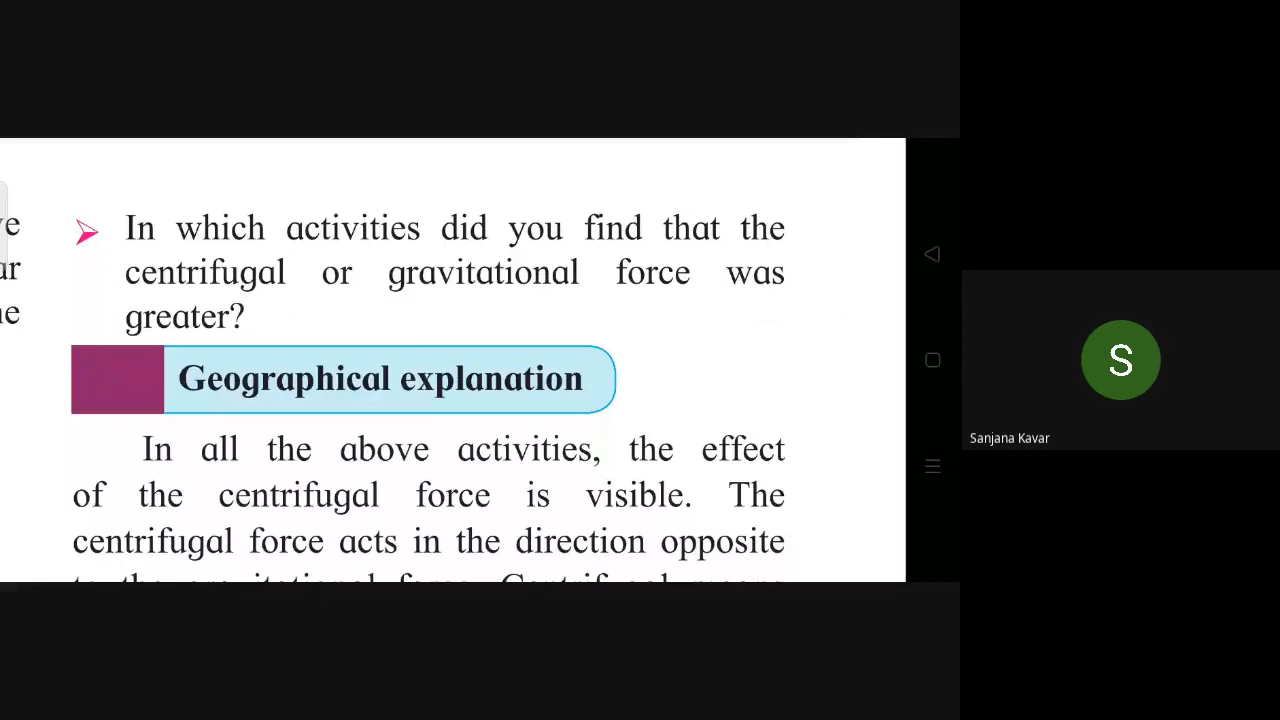 In which activities did you find that the
centrifugal or gravitational force was
greater?
Geographical explanation
In all the above activities, the effect
of the centrifugal force is visible. The
centrifugal force acts in the direction opposite
S
Sanjana Kavar